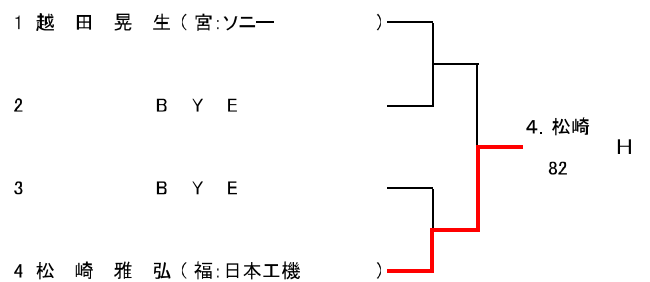 1 越 田 晃 生 ( 宮:ソニー )
2 B Y E
4. 松崎
H
82
3 B Y E
4 松 崎 雅 弘 ( 福:日本工機 )